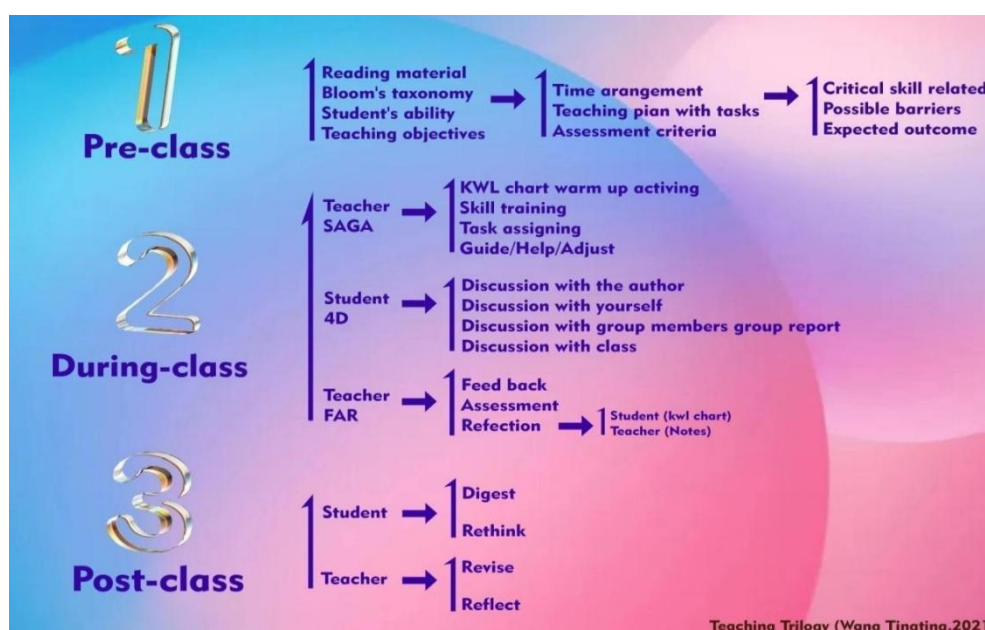 1
Pre-class
Reading material
Bloom's taxonomy
Student's ability
Teaching objectives
Time arangement
Teaching pian with tasks
Assessment criteria
Critical skill related
Possible barriers
Expected outcome
2
During-class
Teacher
SAGA
KWL chart warm up activing
Skill training
Task assigning
Guide/Help/Adjust
Student
4D
Discussion with the author
Discussion with yourself
Discussion with group members group report
Discussion with class
Teacher
FAR
Feed back
Assessment
Refection
Student (kwl chart)
Teacher (Notes)
3
Post-class
Student
Digest
Rethink
Teacher
Revise
Reflect
Teaching Trilogy (Wang Tingting,2021